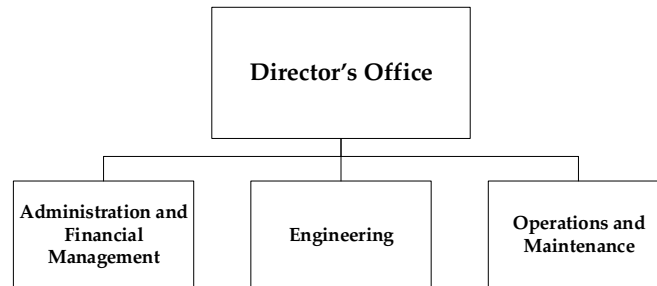 Director’s Office
Administration and
Financial
Management
Engineering
Operations and
Maintenance